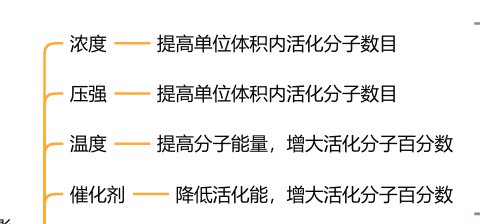 浓度 提高单位体积内活化分子数目
压强 提高单位体积内活化分子数目
温度 提高分子能量，增大活化分子百分数
催化剂 降低活化能，增大活化分子百分数